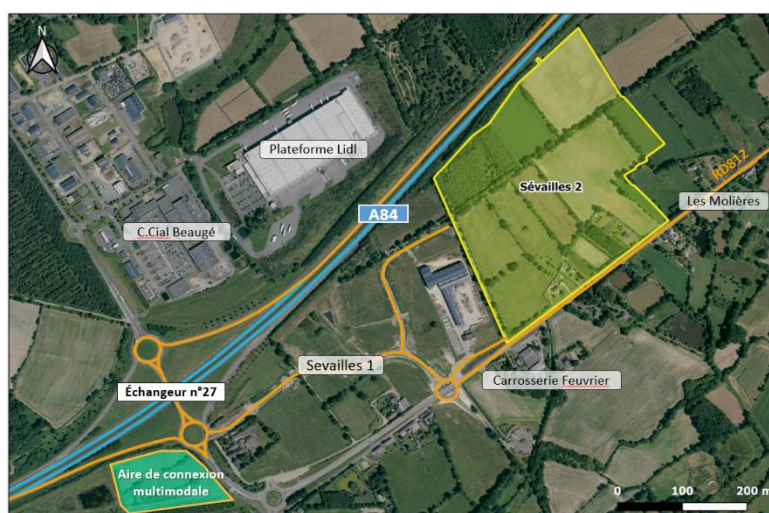 N
Plateforme Lidl
RD812
Sévailles 2
Les Molières
A84
C.Cial Beaugé
Sevailles 1
Carrosserie Feuvrier
Échangeur n°27
Aire de connexion
multimodale
0 100 200 m